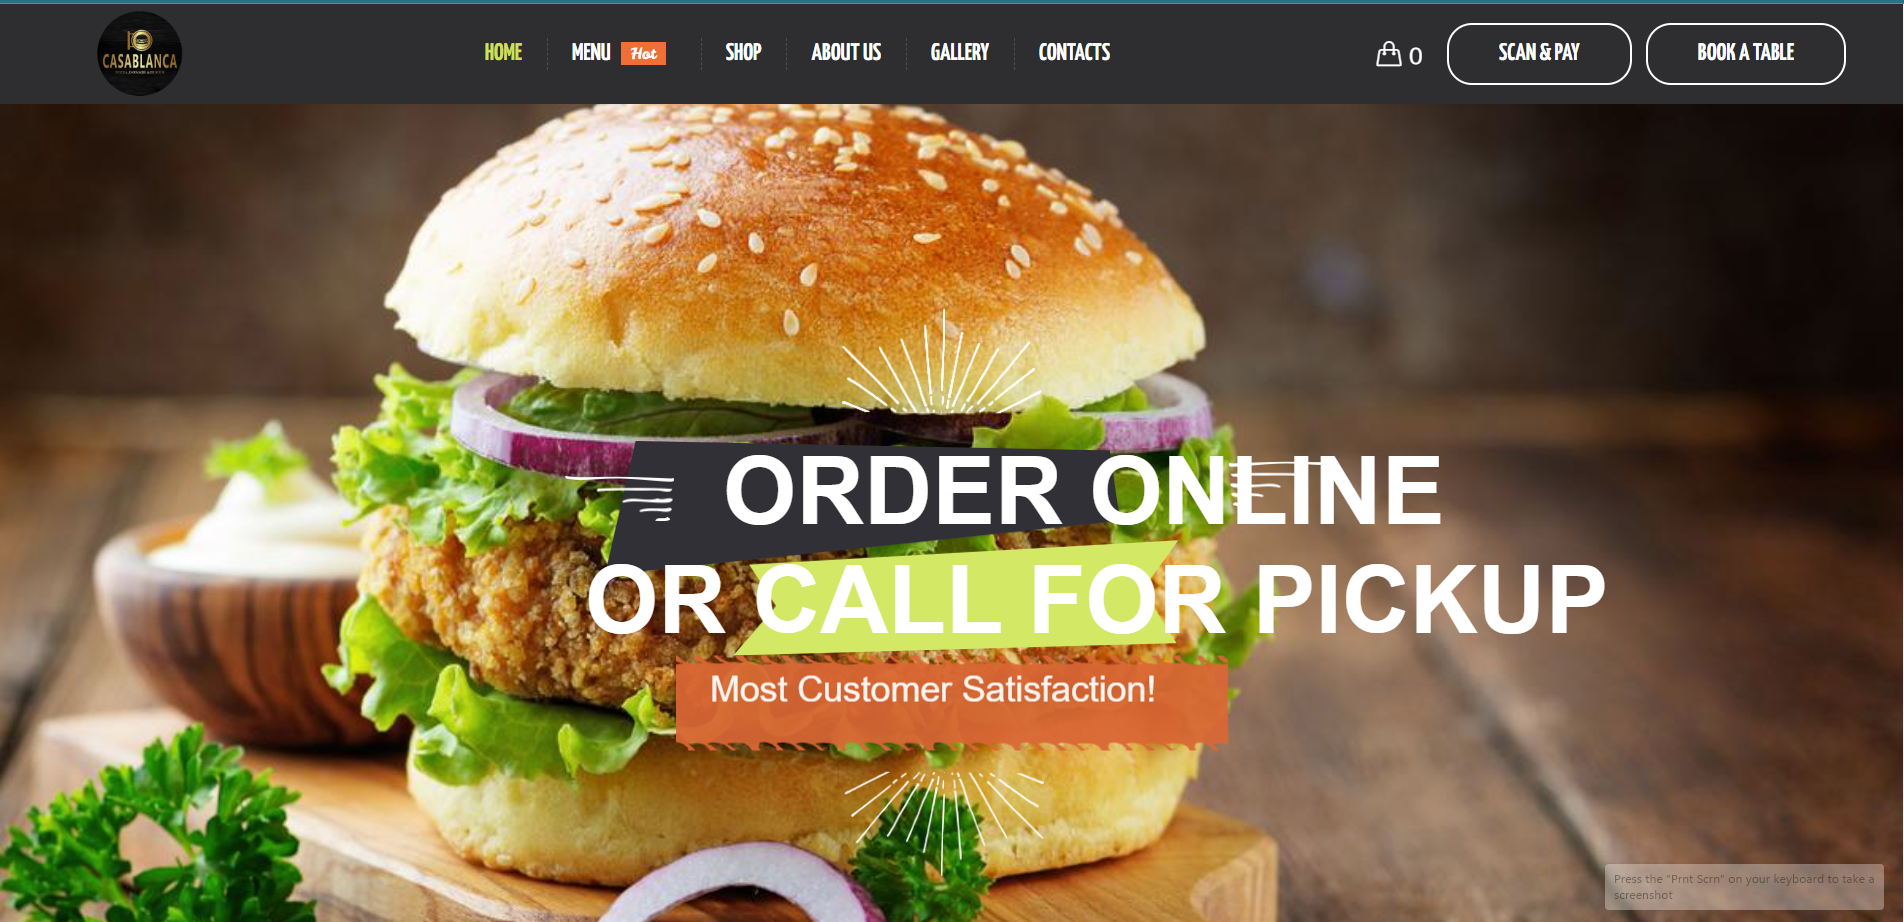 CASABLANCA
HOME
MENU
Hot
SHOP
ABOUT US
GALLERY
CONTACTS
0
SCAN & PAY
BOOK A TABLE
ORDER ONLINE
OR CALL FOR PICKUP
Most Customer Satisfaction!
Press the "Prnt Scrn" on your keyboard to take a
screenshot